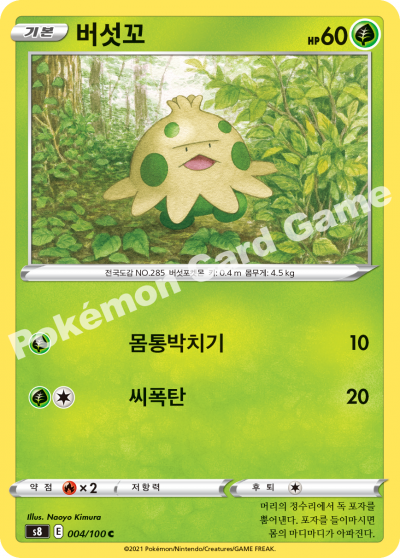 기본 버섯꼬 HP 60
전국도감 NO.285 버섯포켓몬 키: 0.4 m 몸무게: 4.5 kg
Pokémon Card Game
몸통박치기 10
씨폭탄 20
약점 ×2 저항력 후퇴
Illus. Naoyo Kimura
s8 E 004/100 C
머리의 정수리에서 독 포자를
뿜어낸다. 포자를 들이마시면
몸의 마디마디가 아파진다.
©2021 Pokémon/Nintendo/Creatures/GAME FREAK.